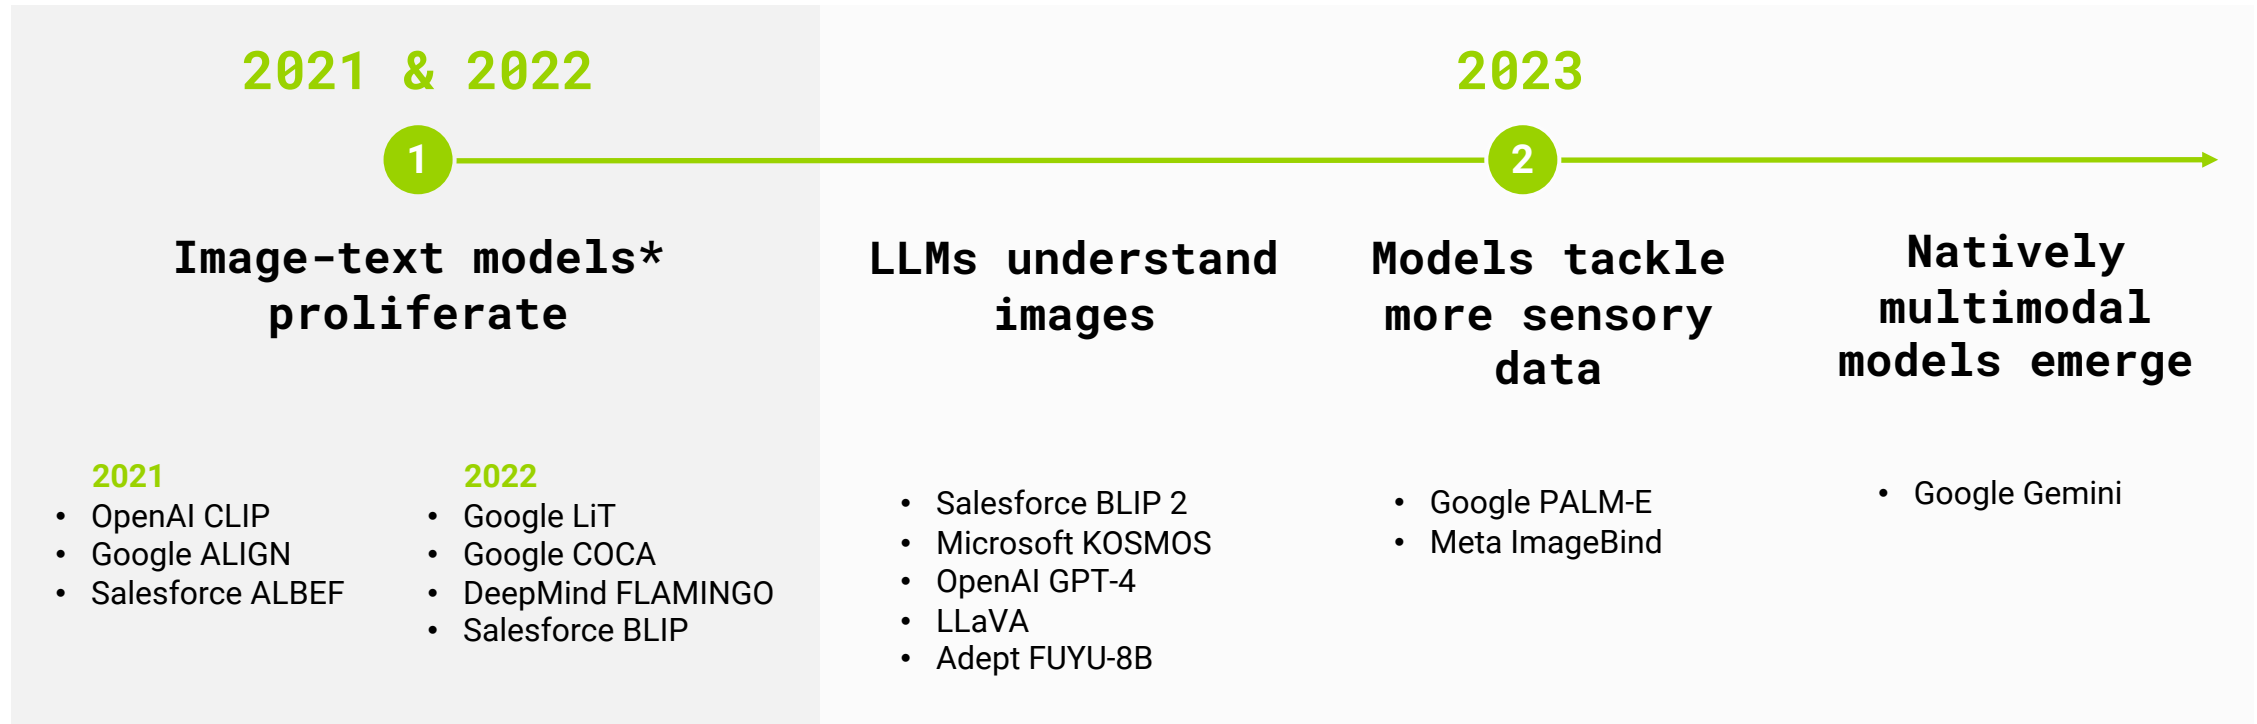 2021 & 2022
1
Image-text models*
proliferate
2021
• OpenAI CLIP
• Google ALIGN
• Salesforce ALBEF
2022
• Google LiT
• Google COCA
• DeepMind FLAMINGO
• Salesforce BLIP
2023
2
LLMs understand
images
• Salesforce BLIP 2
• Microsoft KOSMOS
• OpenAI GPT-4
• LLaVA
• Adept FUYU-8B
Models tackle
more sensory
data
• Google PALM-E
• Meta ImageBind
Natively
multimodal
models emerge
• Google Gemini